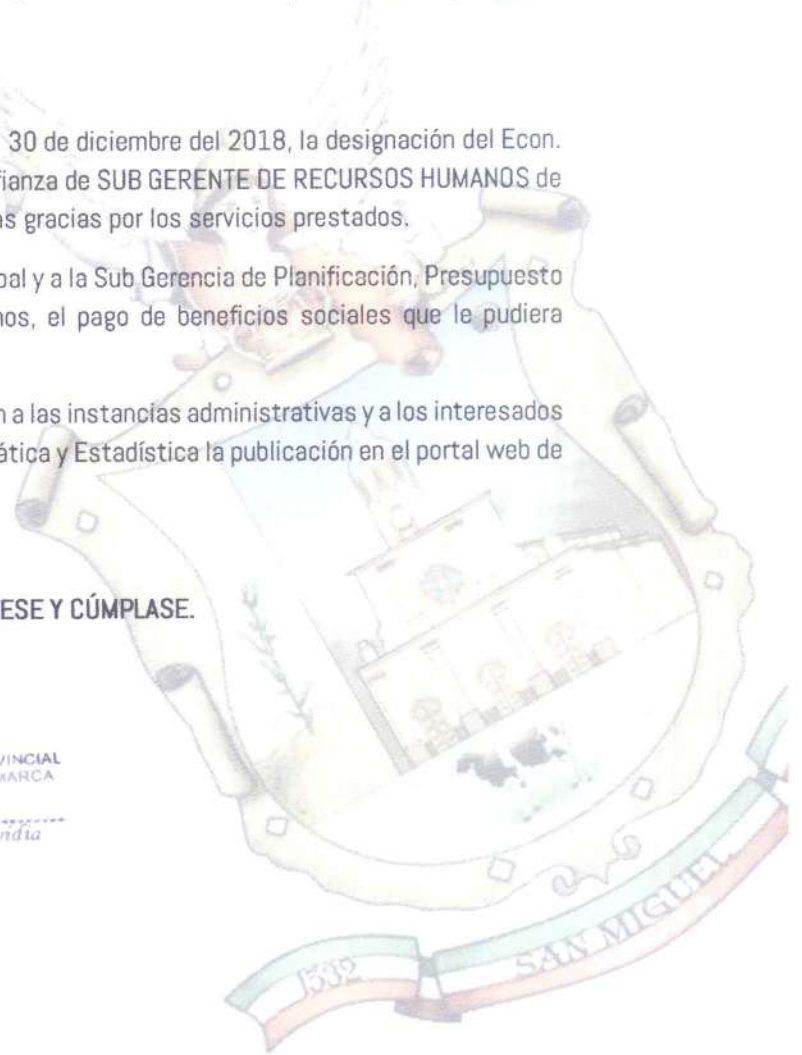 30 de diciembre del 2018, la designación del Econ.
fianza de SUB GERENTE DE RECURSOS HUMANOS de
as gracias por los servicios prestados.
pal y a la Sub Gerencia de Planificación, Presupuesto
nos, el pago de beneficios sociales que le pudiera
n a las instancias administrativas y a los interesados
ática y Estadística la publicación en el portal web de
ESE Y CÚMPLASE.
VINCIAL
MARCA
vidia
1532
SAN MIGUEL